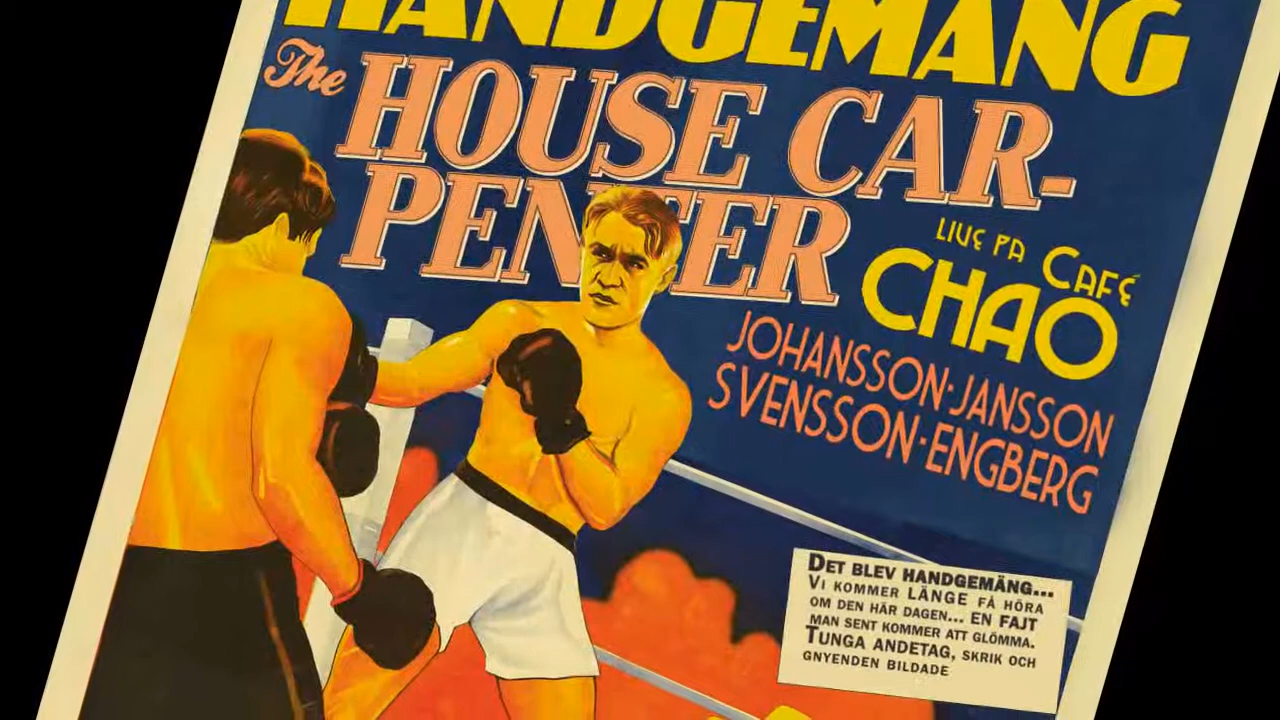 HANDGEMÄNG
The HOUSE CAR-
PENTER
LIVE PÅ CAFÉ
CHAO
JOHANSSON·JANSSON
SVENSSON·ENGBERG
DET BLEV HANDGEMÄNG...
VI KOMMER LÄNGE FÅ HÖRA
OM DEN HÄR DAGEN... EN FAJT
MAN SENT KOMMER ATT GLÖMMA.
TUNGA ANDETAG, SKRIK OCH
GNYENDEN BILDADE